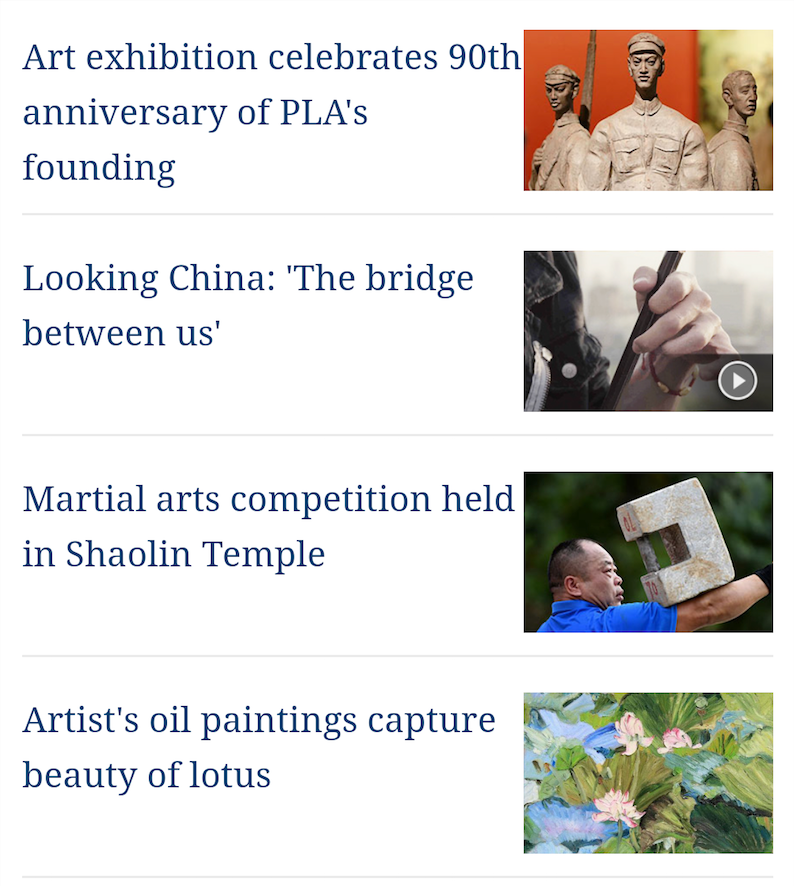 Art exhibition celebrates 90th
anniversary of PLA's
founding
Looking China: 'The bridge
between us'
Martial arts competition held
in Shaolin Temple
Artist's oil paintings capture
beauty of lotus